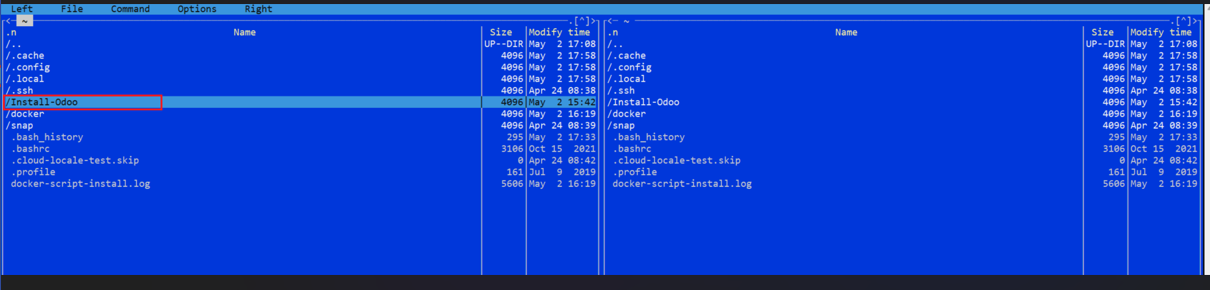 Left File Command Options Right
<- ~ .[^]>
.n Name Size Modify time
/.. UP--DIR May 2 17:08
/.cache 4096 May 2 17:58
/.config 4096 May 2 17:58
/.local 4096 May 2 17:58
/.ssh 4096 Apr 24 08:38
/Install-Odoo 4096 May 2 15:42
/docker 4096 May 2 16:19
/snap 4096 Apr 24 08:39
.bash_history 295 May 2 17:33
.bashrc 3106 Oct 15 2021
.cloud-locale-test.skip 0 Apr 24 08:42
.profile 161 Jul 9 2019
docker-script-install.log 5606 May 2 16:19
<- ~ .[^]>
.n Name Size Modify time
/.. UP--DIR May 2 17:08
/.cache 4096 May 2 17:58
/.config 4096 May 2 17:58
/.local 4096 May 2 17:58
/.ssh 4096 Apr 24 08:38
/Install-Odoo 4096 May 2 15:42
/docker 4096 May 2 16:19
/snap 4096 Apr 24 08:39
.bash_history 295 May 2 17:33
.bashrc 3106 Oct 15 2021
.cloud-locale-test.skip 0 Apr 24 08:42
.profile 161 Jul 9 2019
docker-script-install.log 5606 May 2 16:19